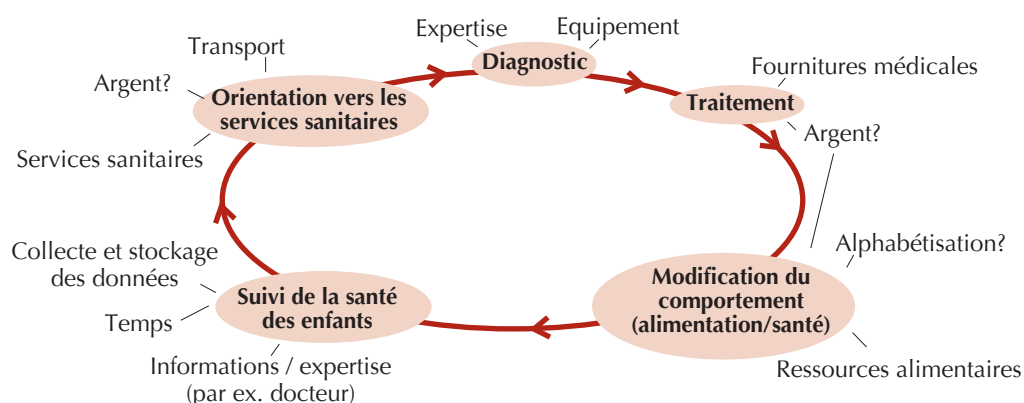 Expertise
Equipement
Diagnostic
Transport
Argent?
Orientation vers les
services sanitaires
Services sanitaires
Fournitures médicales
Traitement
Argent?
Alphabétisation?
Modification du
comportement
(alimentation/santé)
Ressources alimentaires
Collecte et stockage
des données
Suivi de la santé
des enfants
Temps
Informations / expertise
(par ex. docteur)